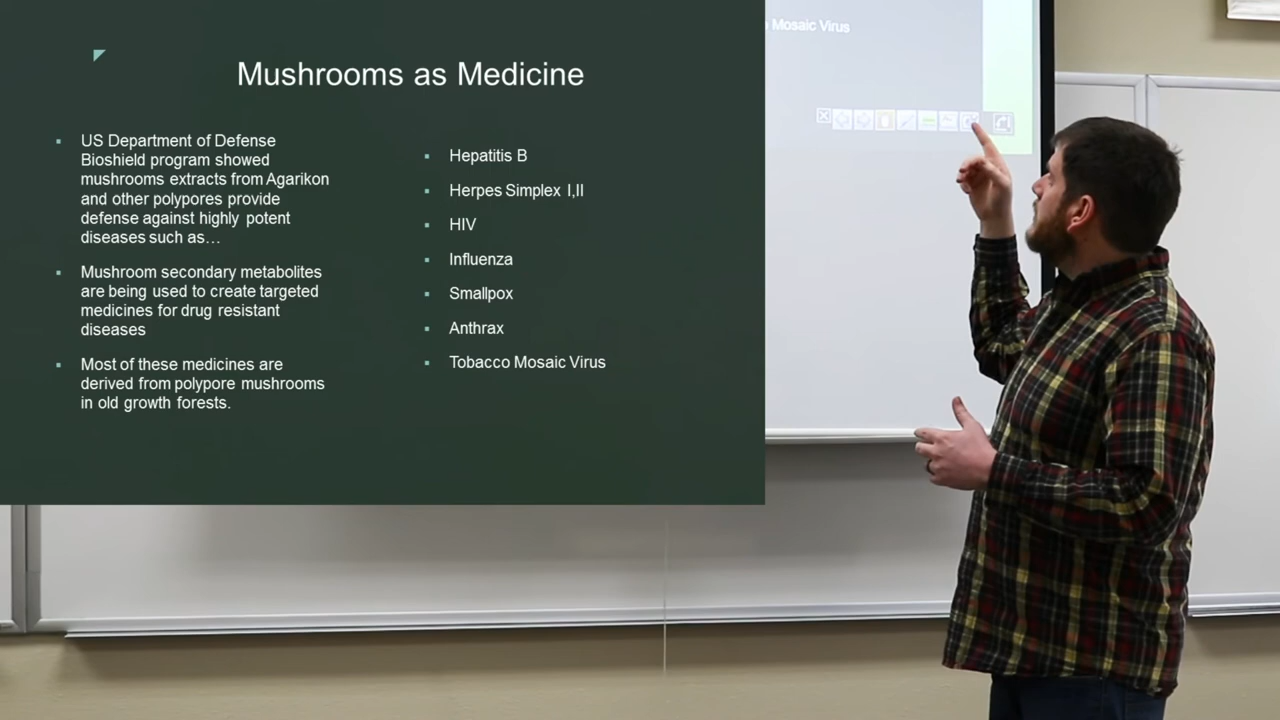 Mushrooms as Medicine
US Department of Defense
Bioshield program showed
mushrooms extracts from Agarikon
and other polypores provide
defense against highly potent
diseases such as…
Mushroom secondary metabolites
are being used to create targeted
medicines for drug resistant
diseases
Most of these medicines are
derived from polypore mushrooms
in old growth forests.
Hepatitis B
Herpes Simplex I,II
HIV
Influenza
Smallpox
Anthrax
Tobacco Mosaic Virus
Mosaic Virus